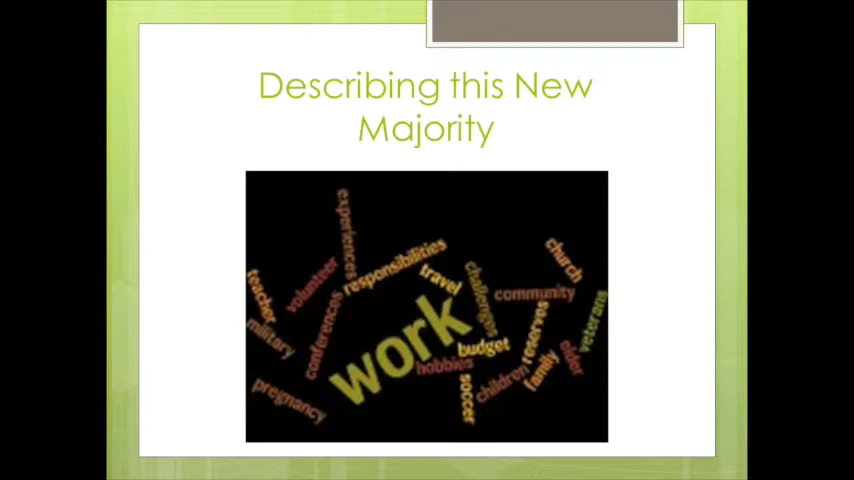 Describing this New
Majority
experiences
responsibilities
church
volunteer
travel
challenges
teacher
community
conferences
veterans
military
work
reserves
budget
hobbies
elder
family
children
soccer
pregnancy